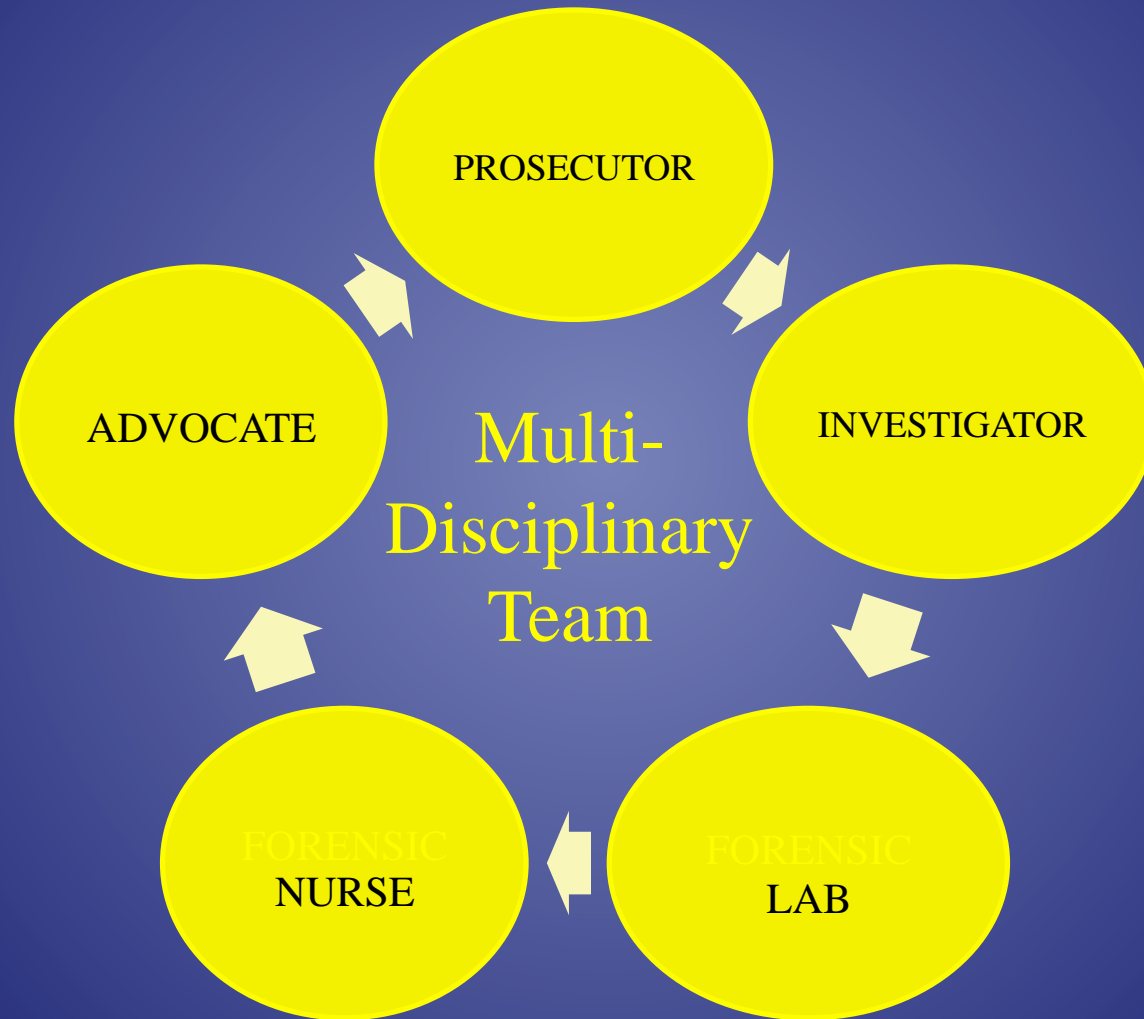 PROSECUTOR
ADVOCATE
INVESTIGATOR
Multi-
Disciplinary
Team
FORENSIC
NURSE
FORENSIC
LAB